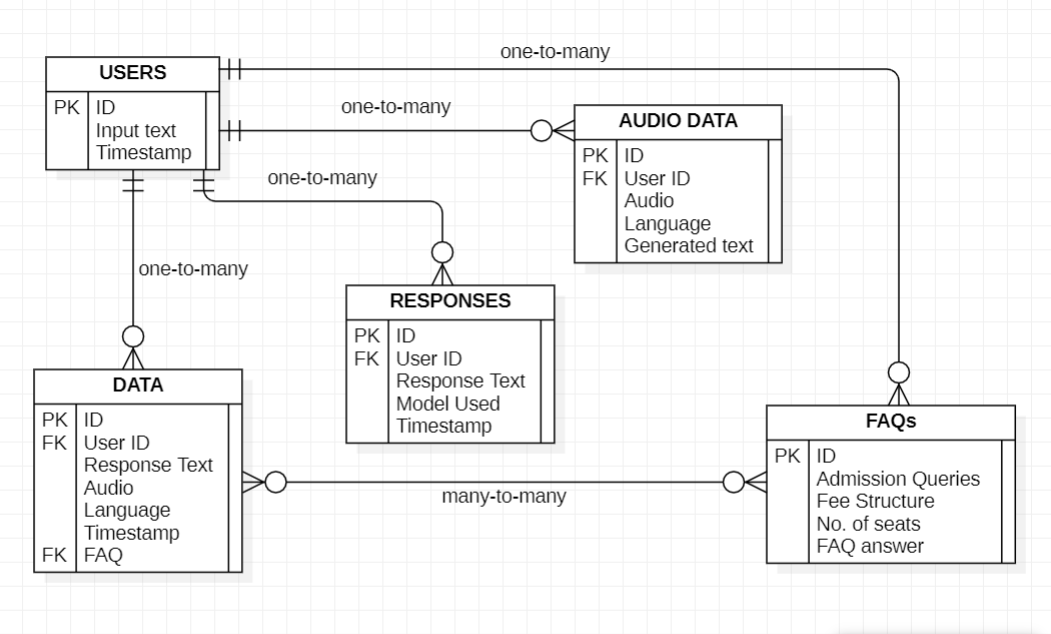 one-to-many
USERS
PK ID
Input text
Timestamp
one-to-many
AUDIO DATA
PK ID
FK User ID
Audio
Language
Generated text
one-to-many
one-to-many
RESPONSES
PK ID
FK User ID
Response Text
Model Used
Timestamp
DATA
PK ID
FK User ID
Response Text
Audio
Language
Timestamp
FK FAQ
many-to-many
FAQs
PK ID
Admission Queries
Fee Structure
No. of seats
FAQ answer